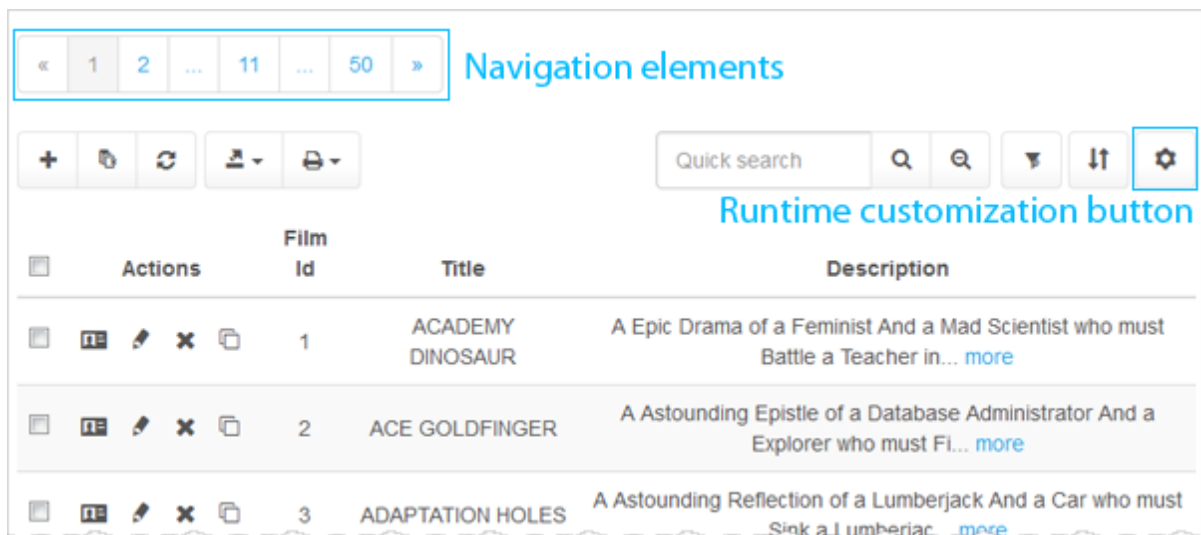 « 1 2 ... 11 ... 50 » Navigation elements
Quick search
Runtime customization button
Film
Actions Id Title Description
1 ACADEMY A Epic Drama of a Feminist And a Mad Scientist who must
DINOSAUR Battle a Teacher in... more
2 ACE GOLDFINGER A Astounding Epistle of a Database Administrator And a
Explorer who must Fi... more
3 ADAPTATION HOLES A Astounding Reflection of a Lumberjack And a Car who must
Sink a Lumberjac... more